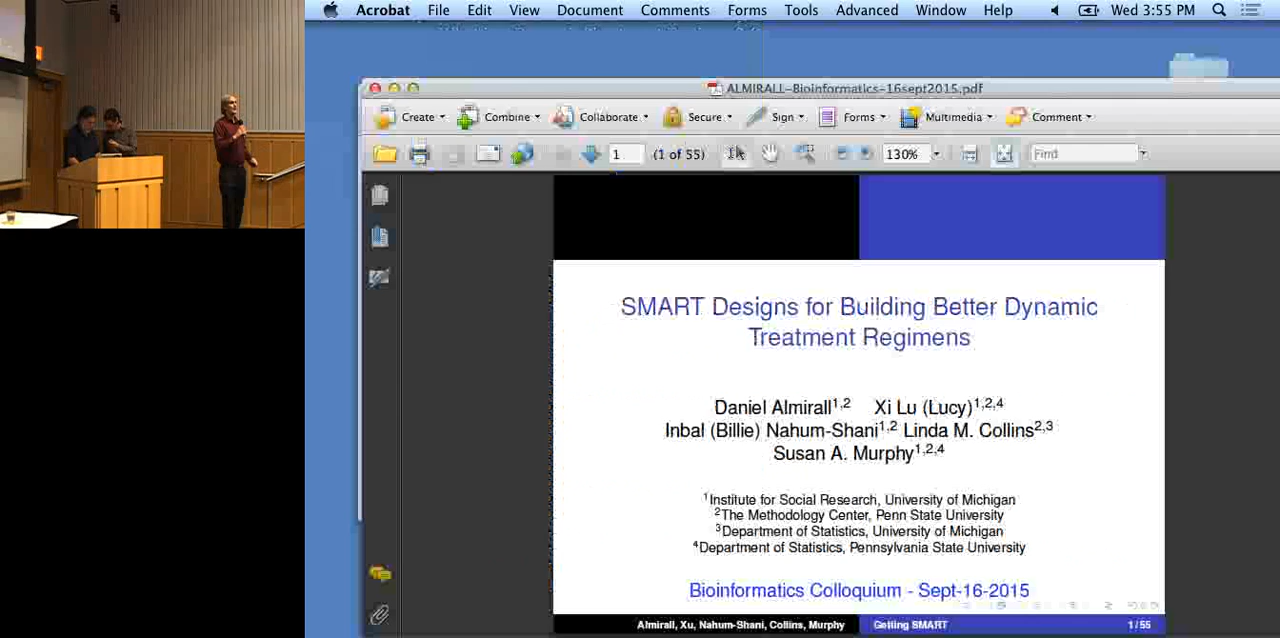 Acrobat File Edit View Document Comments Forms Tools Advanced Window Help Wed 3:55 PM
ALMIRALL-Bioinformatics-16sept2015.pdf
Create Combine Collaborate Secure Sign Forms Multimedia Comment
1 (1 of 55) 130% Find
SMART Designs for Building Better Dynamic
Treatment Regimens
Daniel Almirall1,2 Xi Lu (Lucy)1,2,4
Inbal (Billie) Nahum-Shani1,2 Linda M. Collins2,3
Susan A. Murphy1,2,4
1Institute for Social Research, University of Michigan
2The Methodology Center, Penn State University
3Department of Statistics, University of Michigan
4Department of Statistics, Pennsylvania State University
Bioinformatics Colloquium - Sept-16-2015
Almirall, Xu, Nahum-Shani, Collins, Murphy Getting SMART 1/55